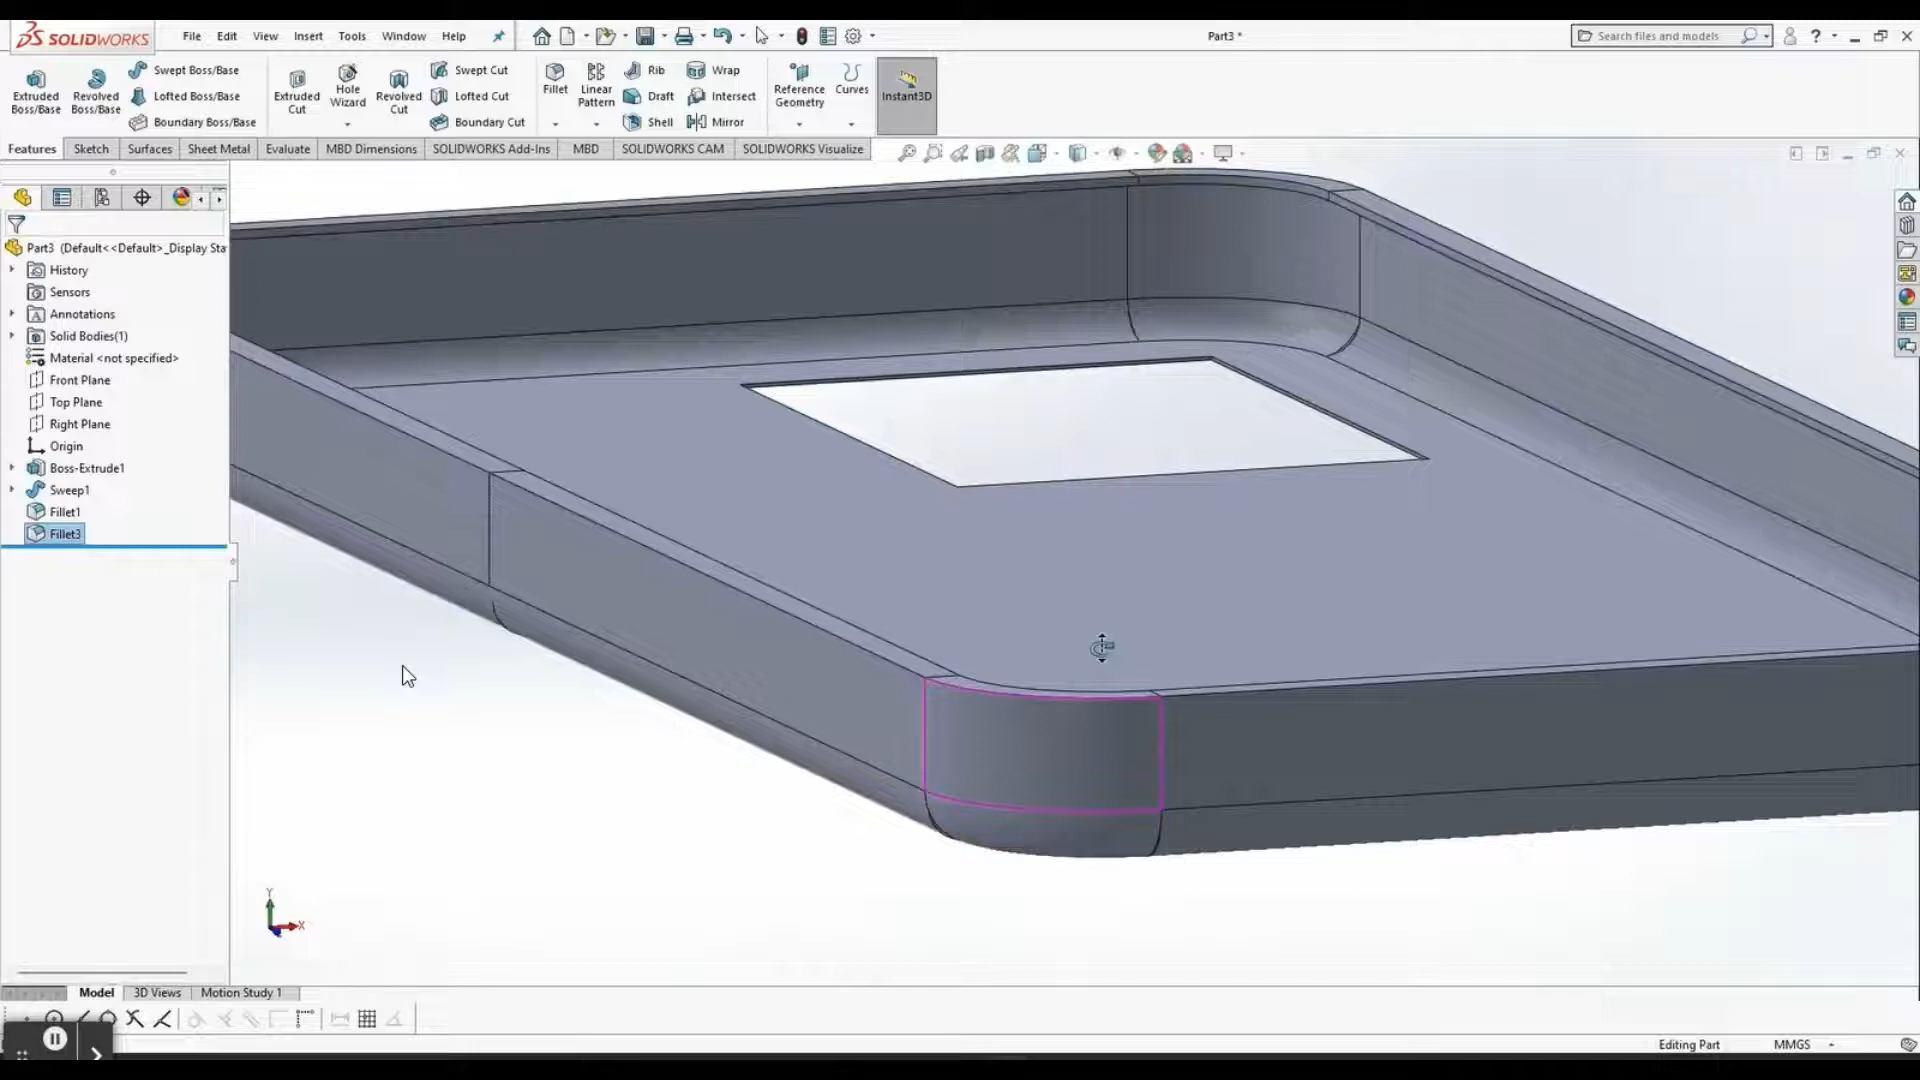 SOLIDWORKS File Edit View Insert Tools Window Help Part3 * Search files and models ?
Extruded Boss/Base
Revolved Boss/Base
Swept Boss/Base
Lofted Boss/Base
Boundary Boss/Base
Extruded Cut
Hole Wizard
Revolved Cut
Swept Cut
Lofted Cut
Boundary Cut
Fillet
Linear Pattern
Rib
Draft
Shell
Wrap
Intersect
Mirror
Reference Geometry
Curves
Instant3D
Features Sketch Surfaces Sheet Metal Evaluate MBD Dimensions SOLIDWORKS Add-Ins MBD SOLIDWORKS CAM SOLIDWORKS Visualize
Part3 (Default<<Default>_Display Sta
History
Sensors
Annotations
Solid Bodies(1)
Material <not specified>
Front Plane
Top Plane
Right Plane
Origin
Boss-Extrude1
Sweep1
Fillet1
Fillet3
Y
X
Model 3D Views Motion Study 1
Editing Part MMGS